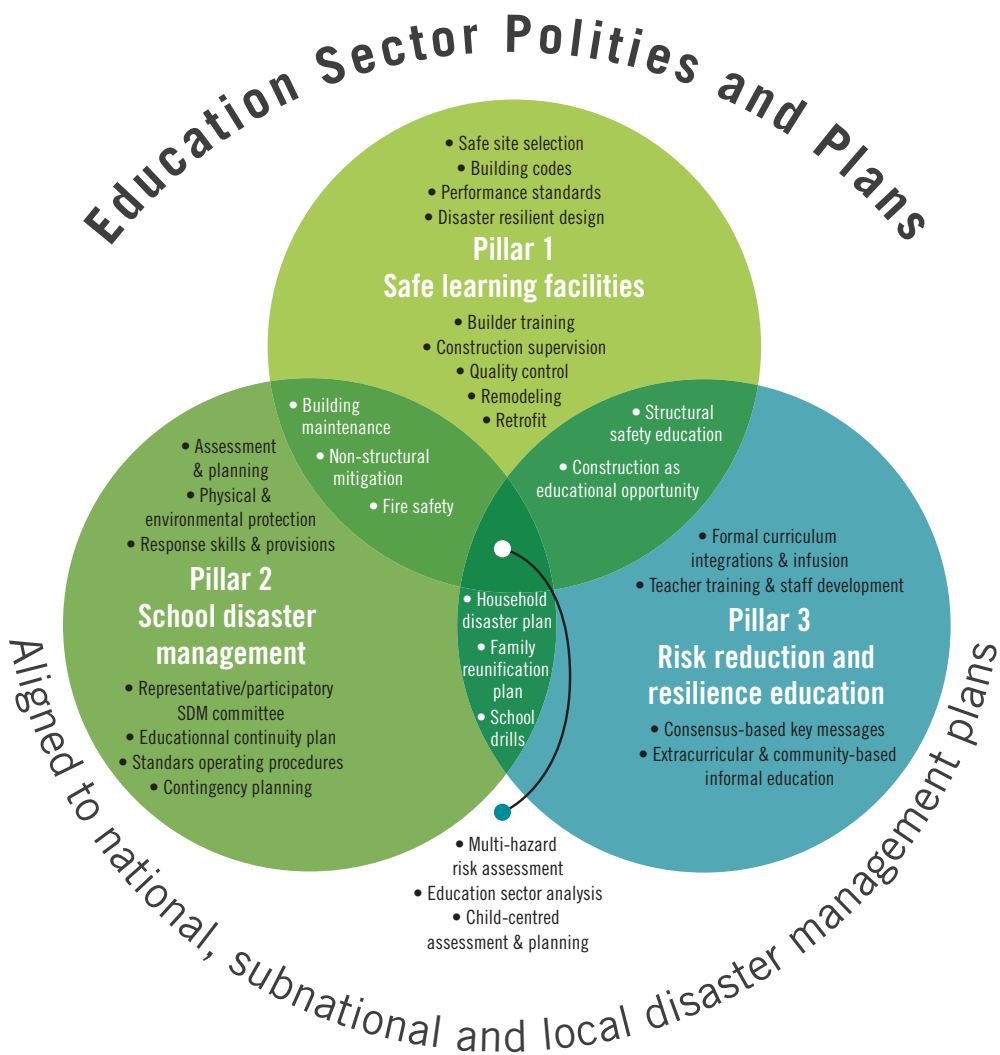 Education Sector Polities and Plans
• Safe site selection
• Building codes
• Performance standards
• Disaster resilient design
Pillar 1
Safe learning facilities
• Builder training
• Construction supervision
• Quality control
• Remodeling
• Retrofit
• Building
maintenance
• Non-structural
mitigation
• Fire safety
• Structural
safety education
• Construction as
educational opportunity
• Assessment
& planning
• Physical &
environmental protection
• Response skills & provisions
Pillar 2
School disaster
management
• Representative/participatory
SDM committee
• Educationnal continuity plan
• Standars operating procedures
• Contingency planning
• Household
disaster plan
• Family
reunification
plan
• School
drills
• Formal curriculum
integrations & infusion
• Teacher training & staff development
Pillar 3
Risk reduction and
resilience education
• Consensus-based key messages
• Extracurricular & community-based
informal education
• Multi-hazard
risk assessment
• Education sector analysis
• Child-centred
assessment & planning
Aligned to national, subnational and local disaster management plans